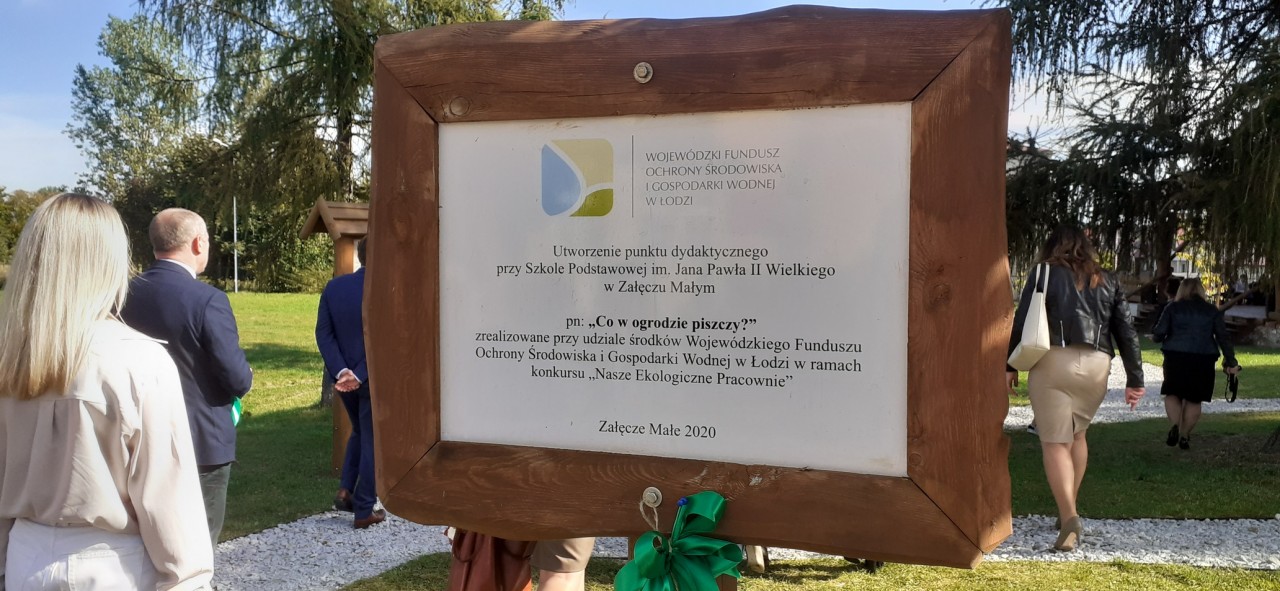 WOJEWÓDZKI FUNDUSZ
OCHRONY ŚRODOWISKA
I GOSPODARKI WODNEJ
W ŁODZI
Utworzenie punktu dydaktycznego
przy Szkole Podstawowej im. Jana Pawła II Wielkiego
w Załęczu Małym
pn: „Co w ogrodzie piszczy?”
zrealizowane przy udziale środków Wojewódzkiego Funduszu
Ochrony Środowiska i Gospodarki Wodnej w Łodzi w ramach
konkursu „Nasze Ekologiczne Pracownie”
Załęcze Małe 2020